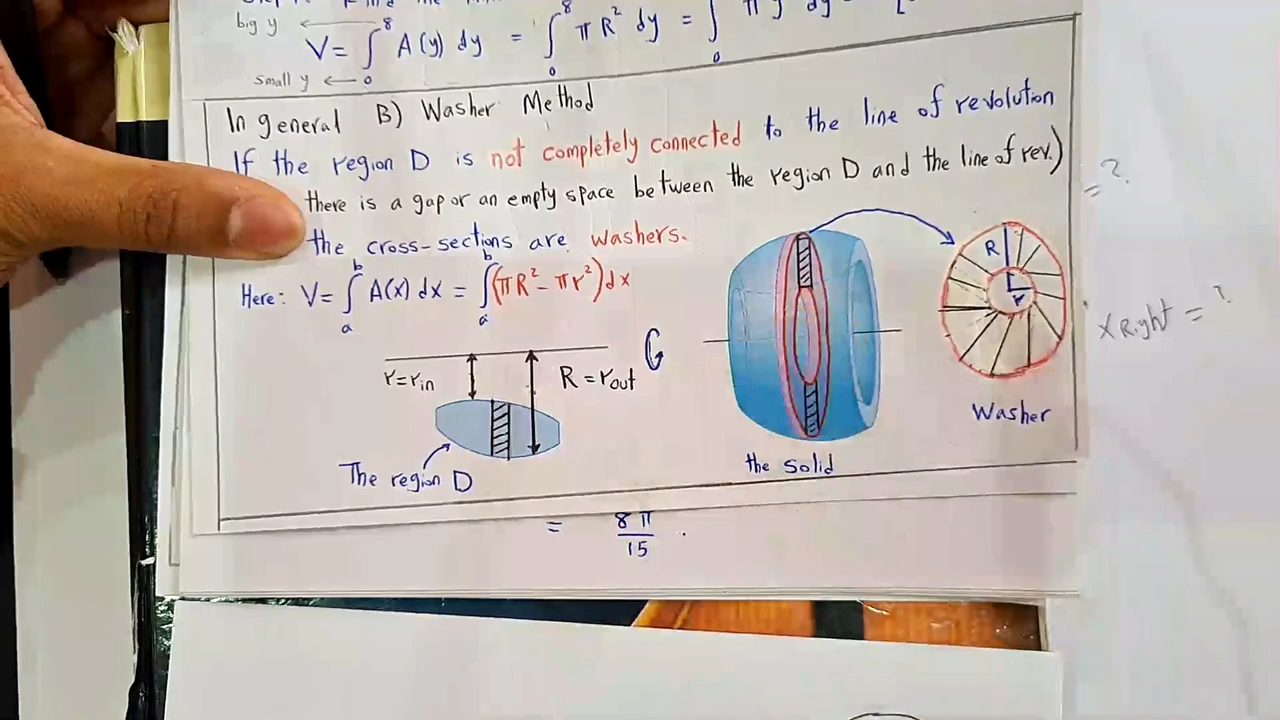 big y
V = ∫₀⁸ A(y) dy = ∫₀⁸ π R² dy = ∫₀
small y
In general B) Washer Method
If the region D is not completely connected to the line of revolution
there is a gap or an empty space between the region D and the line of rev.)
the cross-sections are washers.
Here: V = ∫ₐᵇ A(x) dx = ∫ₐᵇ (πR² - πr²) dx
r = r_in
R = r_out
The region D
the solid
R
r
Washer
= ?
X Right = ?
= 8π/15 .